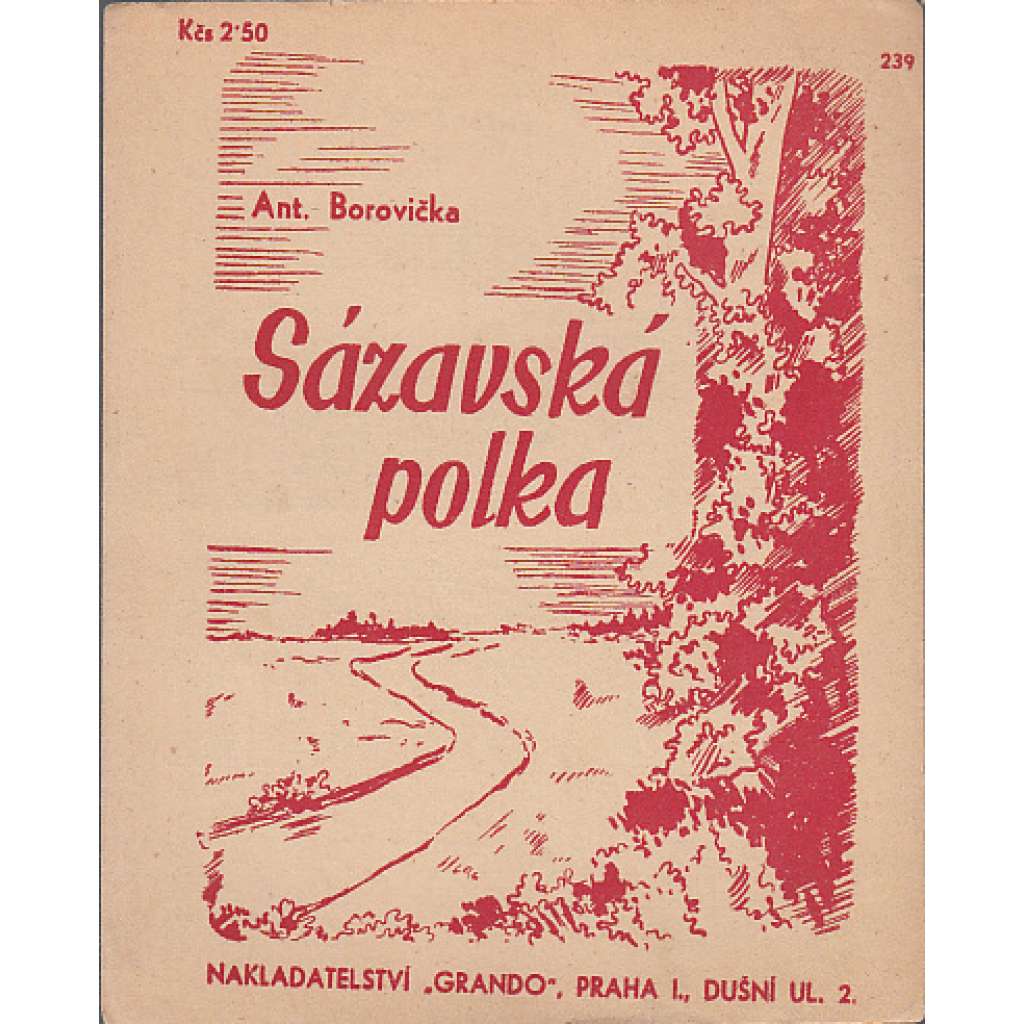 Kčs 2·50
239
Ant. Borovička
Sázavská
polka
NAKLADATELSTVÍ „GRANDO“, PRAHA I., DUŠNÍ UL. 2.